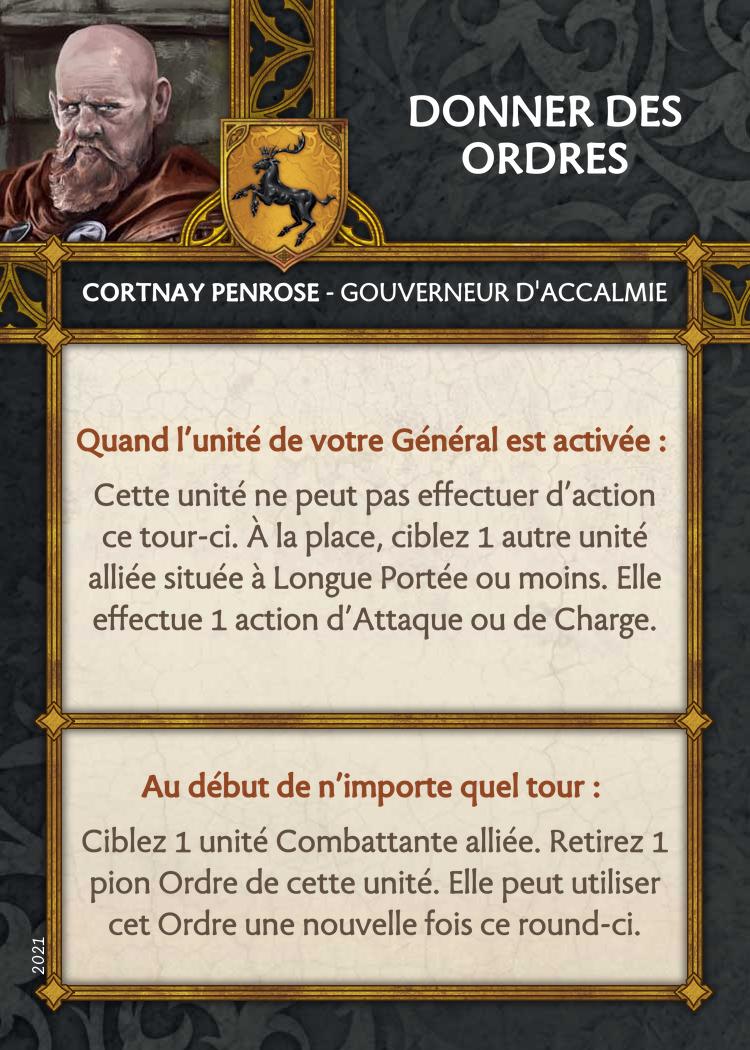 DONNER DES
ORDRES
CORTNAY PENROSE - GOUVERNEUR D'ACCALMIE
Quand l'unité de votre Général est activée :
Cette unité ne peut pas effectuer d'action
ce tour-ci. À la place, ciblez 1 autre unité
alliée située à Longue Portée ou moins. Elle
effectue 1 action d'Attaque ou de Charge.
Au début de n'importe quel tour :
Ciblez 1 unité Combattante alliée. Retirez 1
pion Ordre de cette unité. Elle peut utiliser
cet Ordre une nouvelle fois ce round-ci.
2021